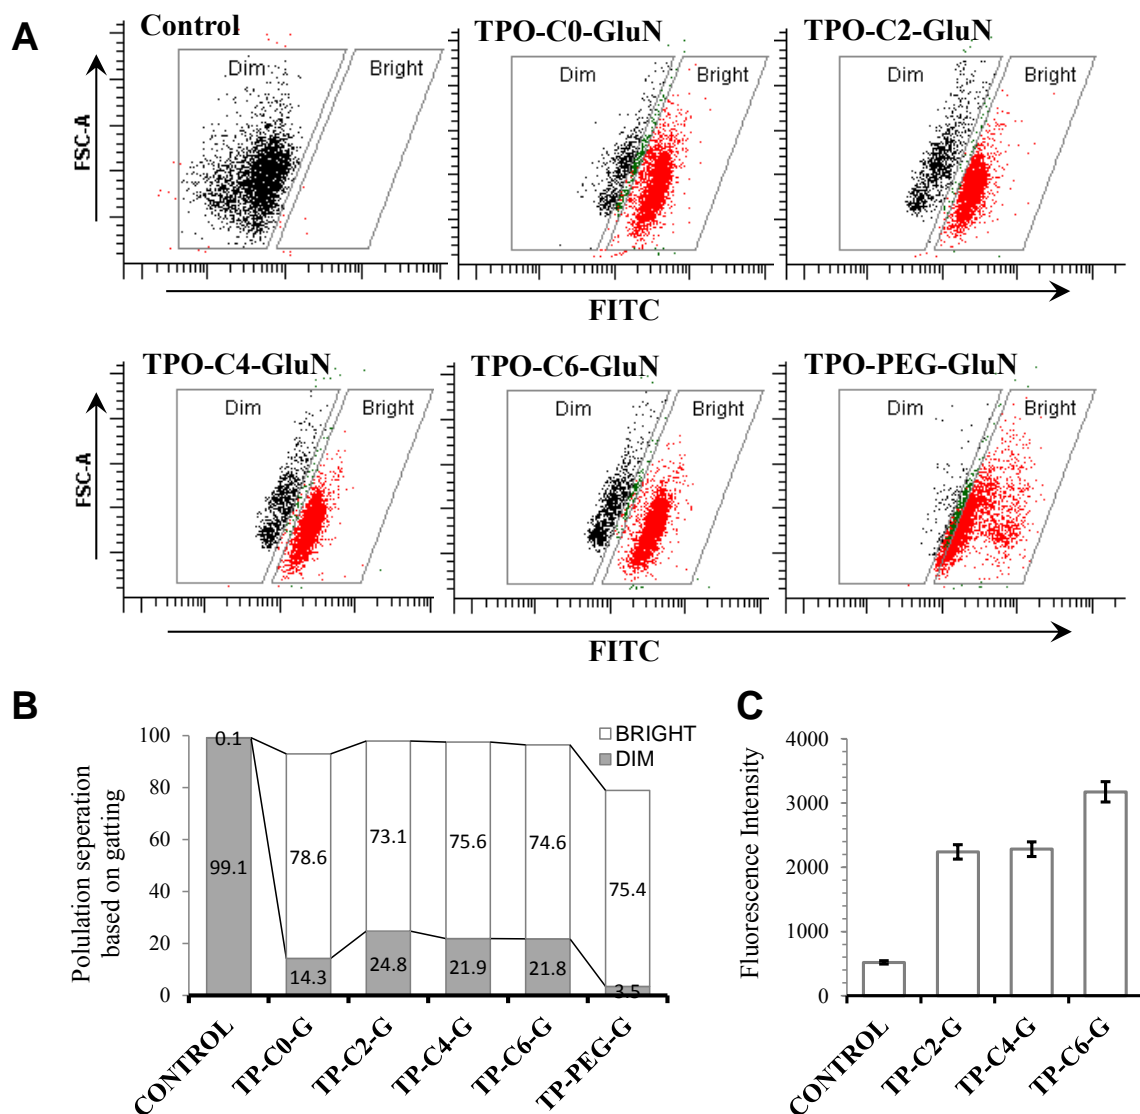 A
Control
TPO-C0-GluN
TPO-C2-GluN
Dim
Bright
Dim
Bright
Dim
Bright
FSC-A
FITC
TPO-C4-GluN
TPO-C6-GluN
TPO-PEG-GluN
Dim
Bright
Dim
Bright
Dim
Bright
FSC-A
FITC
B
Polulation seperation
based on gatting
100
80
60
40
20
0
BRIGHT
DIM
0.1
99.1
78.6
14.3
73.1
24.8
75.6
21.9
74.6
21.8
75.4
3.5
CONTROL
TP-C0-G
TP-C2-G
TP-C4-G
TP-C6-G
TP-PEG-G
C
Fluorescence Intensity
4000
3000
2000
1000
0
CONTROL
TP-C2-G
TP-C4-G
TP-C6-G